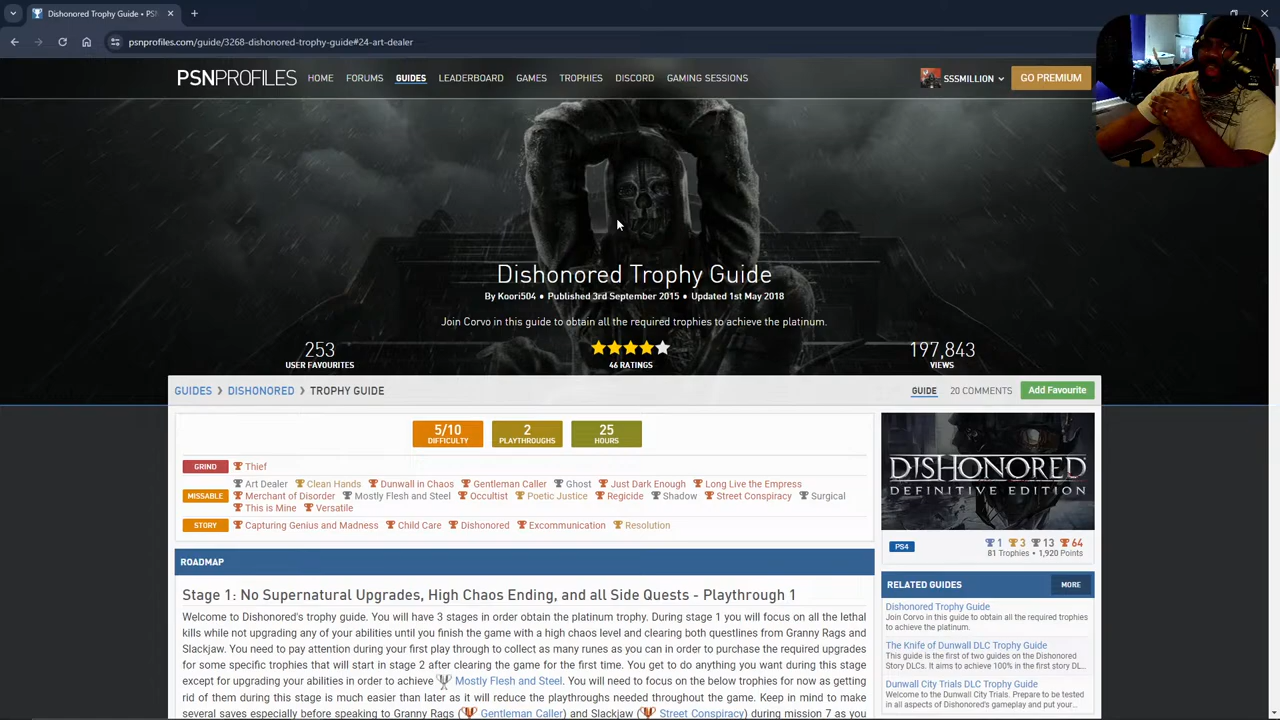 Dishonored Trophy Guide • PSN
psnprofiles.com/guide/3268-dishonored-trophy-guide#24-art-dealer
PSNPROFILES HOME FORUMS GUIDES LEADERBOARD GAMES TROPHIES DISCORD GAMING SESSIONS SSSMILLION GO PREMIUM
Dishonored Trophy Guide
By Koori504 • Published 3rd September 2015 • Updated 1st May 2018
Join Corvo in this guide to obtain all the required trophies to achieve the platinum.
253
USER FAVOURITES
46 RATINGS
197,843
VIEWS
GUIDES > DISHONORED > TROPHY GUIDE
GUIDE 20 COMMENTS Add Favourite
5/10
DIFFICULTY
2
PLAYTHROUGHS
25
HOURS
GRIND Thief
MISSABLE
Art Dealer Clean Hands Dunwall in Chaos Gentleman Caller Ghost Just Dark Enough Long Live the Empress
Merchant of Disorder Mostly Flesh and Steel Occultist Poetic Justice Regicide Shadow Street Conspiracy Surgical
This is Mine Versatile
STORY Capturing Genius and Madness Child Care Dishonored Excommunication Resolution
ROADMAP
Stage 1: No Supernatural Upgrades, High Chaos Ending, and all Side Quests - Playthrough 1
Welcome to Dishonored's trophy guide. You will have 3 stages in order obtain the platinum trophy. During stage 1 you will focus on all the lethal
kills while not upgrading any of your abilities until you finish the game with a high chaos level and clearing both questlines from Granny Rags and
Slackjaw. You need to attention during your first play through to collect as many runes as you can in order to purchase the required upgrades
for some specific trophies that will start in stage 2 after clearing the game for the first time. You get to do anything you want during this stage
except for upgrading your abilities in order to achieve Mostly Flesh and Steel. You will need to focus on the below trophies for now as getting
rid of them during this stage is much easier than later as it will reduce the playthroughs needed throughout the game. Keep in mind to make
several saves especially before speaking to Granny Rags ( Gentleman Caller) and Slackjaw ( Street Conspiracy) during mission 7 as you
DISHONORED
DEFINITIVE EDITION
PS4
1 3 13 64
81 Trophies • 1,920 Points
RELATED GUIDES MORE
Dishonored Trophy Guide
Join Corvo in this guide to obtain all the required trophies
to achieve the platinum.
The Knife of Dunwall DLC Trophy Guide
This guide is the first of two guides on the Dishonored
Story DLCs. It aims to achieve 100% in the first story DL...
Dunwall City Trials DLC Trophy Guide
Welcome to the Dunwall City Trials. Prepare to be tested
in all aspects of Dishonored's gameplay and put your...